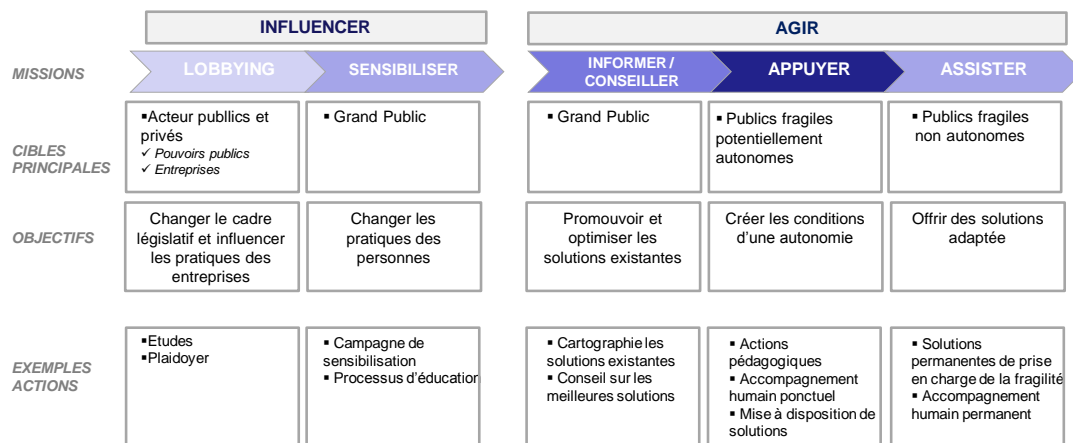 INFLUENCER
AGIR
MISSIONS
LOBBYING
SENSIBILISER
INFORMER /
CONSEILLER
APPUYER
ASSISTER
CIBLES
PRINCIPALES
▪Acteur publlics et
privés
✓ Pouvoirs publics
✓ Entreprises
▪ Grand Public
▪ Grand Public
▪ Publics fragiles
potentiellement
autonomes
▪ Publics fragiles
non autonomes
OBJECTIFS
Changer le cadre
législatif et influencer
les pratiques des
entreprises
Changer les
pratiques des
personnes
Promouvoir et
optimiser les
solutions existantes
Créer les conditions
d'une autonomie
Offrir des solutions
adaptée
EXEMPLES
ACTIONS
▪Etudes
▪Plaidoyer
▪ Campagne de
sensibilisation
▪ Processus d'éducation
▪ Cartographie les
solutions existantes
▪ Conseil sur les
meilleures solutions
▪ Actions
pédagogiques
▪ Accompagnement
humain ponctuel
▪ Mise à disposition de
solutions
▪ Solutions
permanentes de prise
en charge de la fragilité
▪ Accompagnement
humain permanent